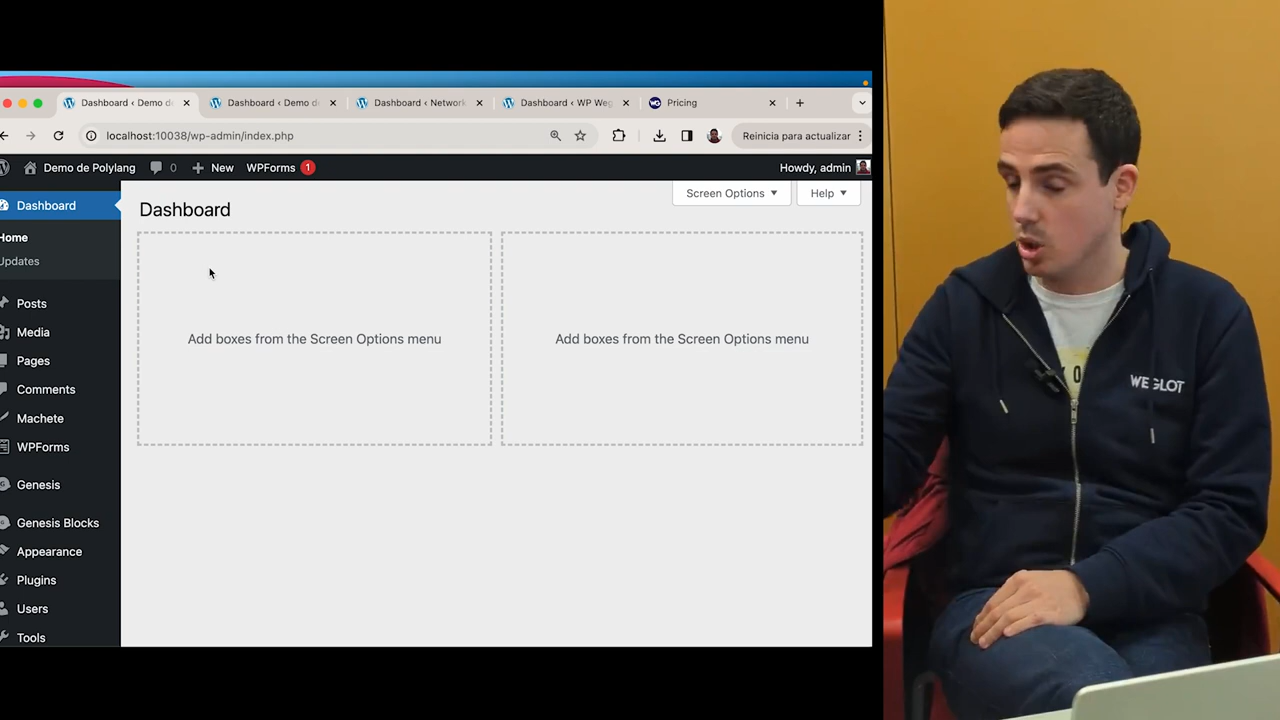 Dashboard ‹ Demo d
Dashboard ‹ Demo de
Dashboard ‹ Network
Dashboard ‹ WP Weg
Pricing
localhost:10038/wp-admin/index.php
Reinicia para actualizar
Demo de Polylang
0
New
WPForms
1
Howdy, admin
Dashboard
Home
Updates
Posts
Media
Pages
Comments
Machete
WPForms
Genesis
Genesis Blocks
Appearance
Plugins
Users
Tools
Screen Options
Help
Dashboard
Add boxes from the Screen Options menu
Add boxes from the Screen Options menu
WEGLOT